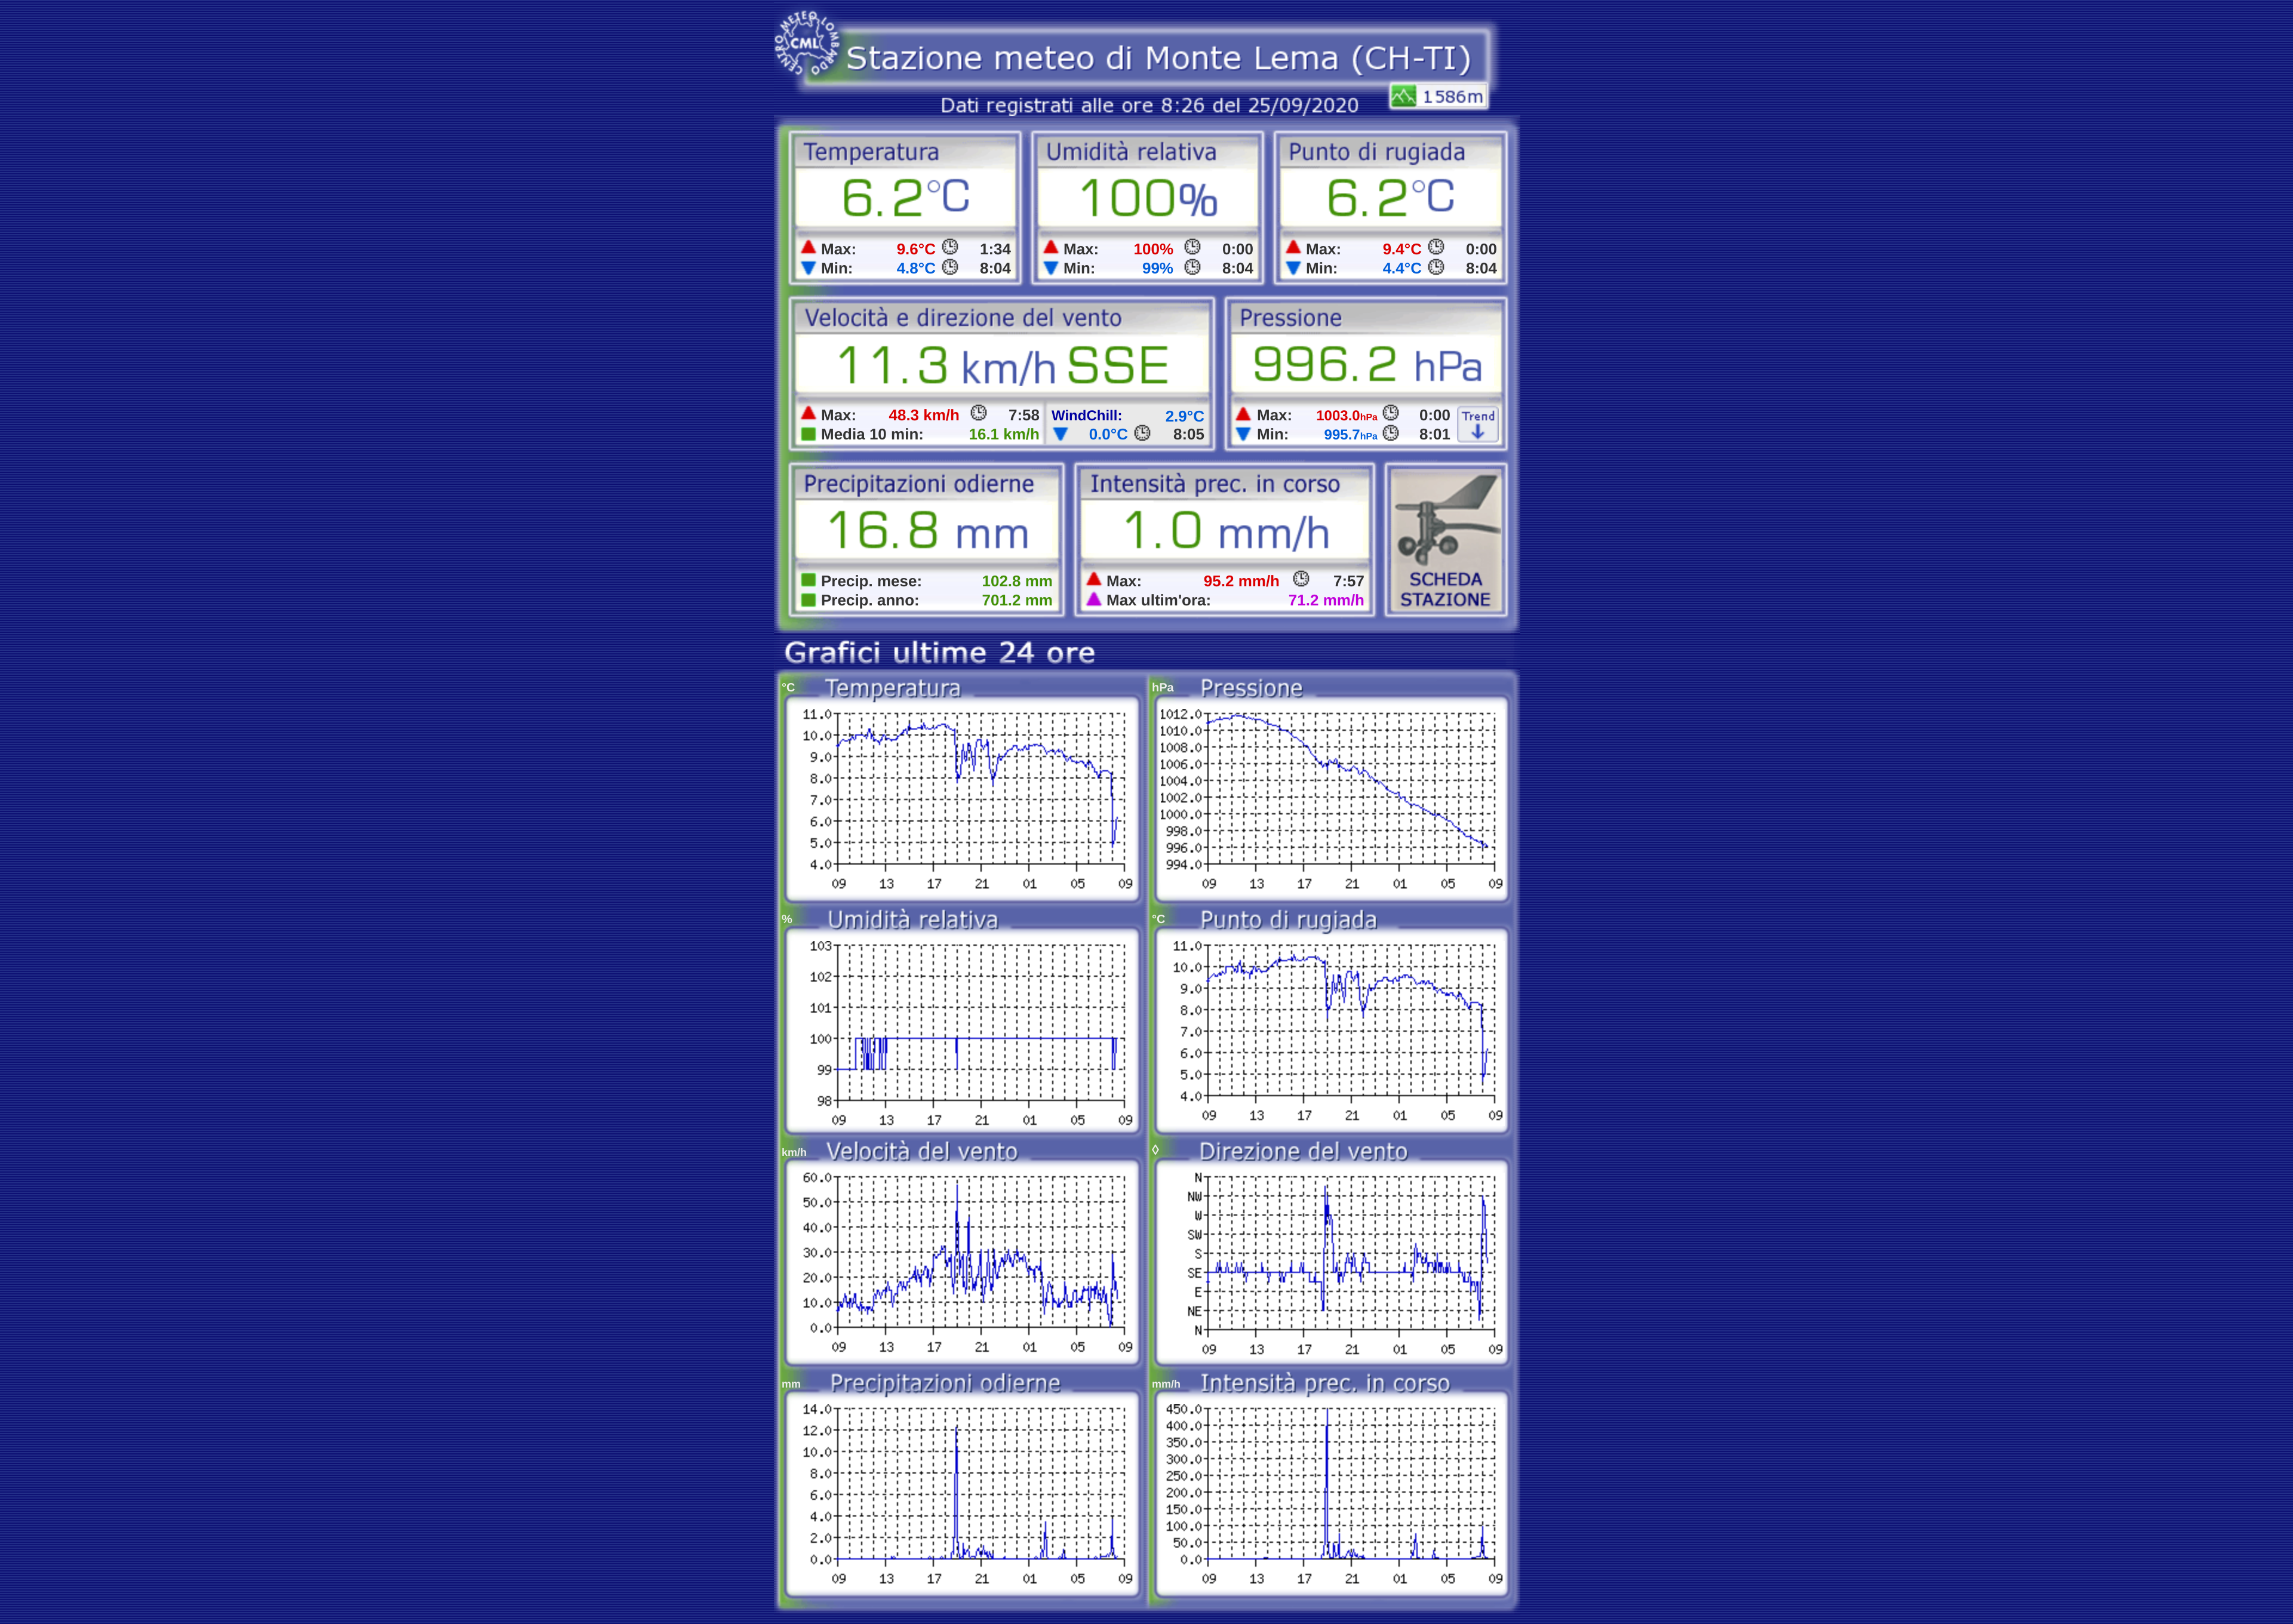 CENTRO METEO LOMBARDO
CML
Stazione meteo di Monte Lema (CH-TI)
1586m
Dati registrati alle ore 8:26 del 25/09/2020
Temperatura
6.2°C
Max: 9.6°C 1:34
Min: 4.8°C 8:04
Umidità relativa
100%
Max: 100% 0:00
Min: 99% 8:04
Punto di rugiada
6.2°C
Max: 9.4°C 0:00
Min: 4.4°C 8:04
Velocità e direzione del vento
11.3 km/h SSE
Max: 48.3 km/h 7:58
Media 10 min: 16.1 km/h
WindChill: 2.9°C
0.0°C 8:05
Pressione
996.2 hPa
Max: 1003.0hPa 0:00
Min: 995.7hPa 8:01
Trend
Precipitazioni odierne
16.8 mm
Precip. mese: 102.8 mm
Precip. anno: 701.2 mm
Intensità prec. in corso
1.0 mm/h
Max: 95.2 mm/h 7:57
Max ultim'ora: 71.2 mm/h
SCHEDA
STAZIONE
Grafici ultime 24 ore
°C Temperatura
11.0
10.0
9.0
8.0
7.0
6.0
5.0
4.0
09 13 17 21 01 05 09
hPa Pressione
1012.0
1010.0
1008.0
1006.0
1004.0
1002.0
1000.0
998.0
996.0
994.0
09 13 17 21 01 05 09
% Umidità relativa
103
102
101
100
99
98
09 13 17 21 01 05 09
°C Punto di rugiada
11.0
10.0
9.0
8.0
7.0
6.0
5.0
4.0
09 13 17 21 01 05 09
km/h Velocità del vento
60.0
50.0
40.0
30.0
20.0
10.0
0.0
09 13 17 21 01 05 09
◊ Direzione del vento
N
NW
W
SW
S
SE
E
NE
N
09 13 17 21 01 05 09
mm Precipitazioni odierne
14.0
12.0
10.0
8.0
6.0
4.0
2.0
0.0
09 13 17 21 01 05 09
mm/h Intensità prec. in corso
450.0
400.0
350.0
300.0
250.0
200.0
150.0
100.0
50.0
0.0
09 13 17 21 01 05 09